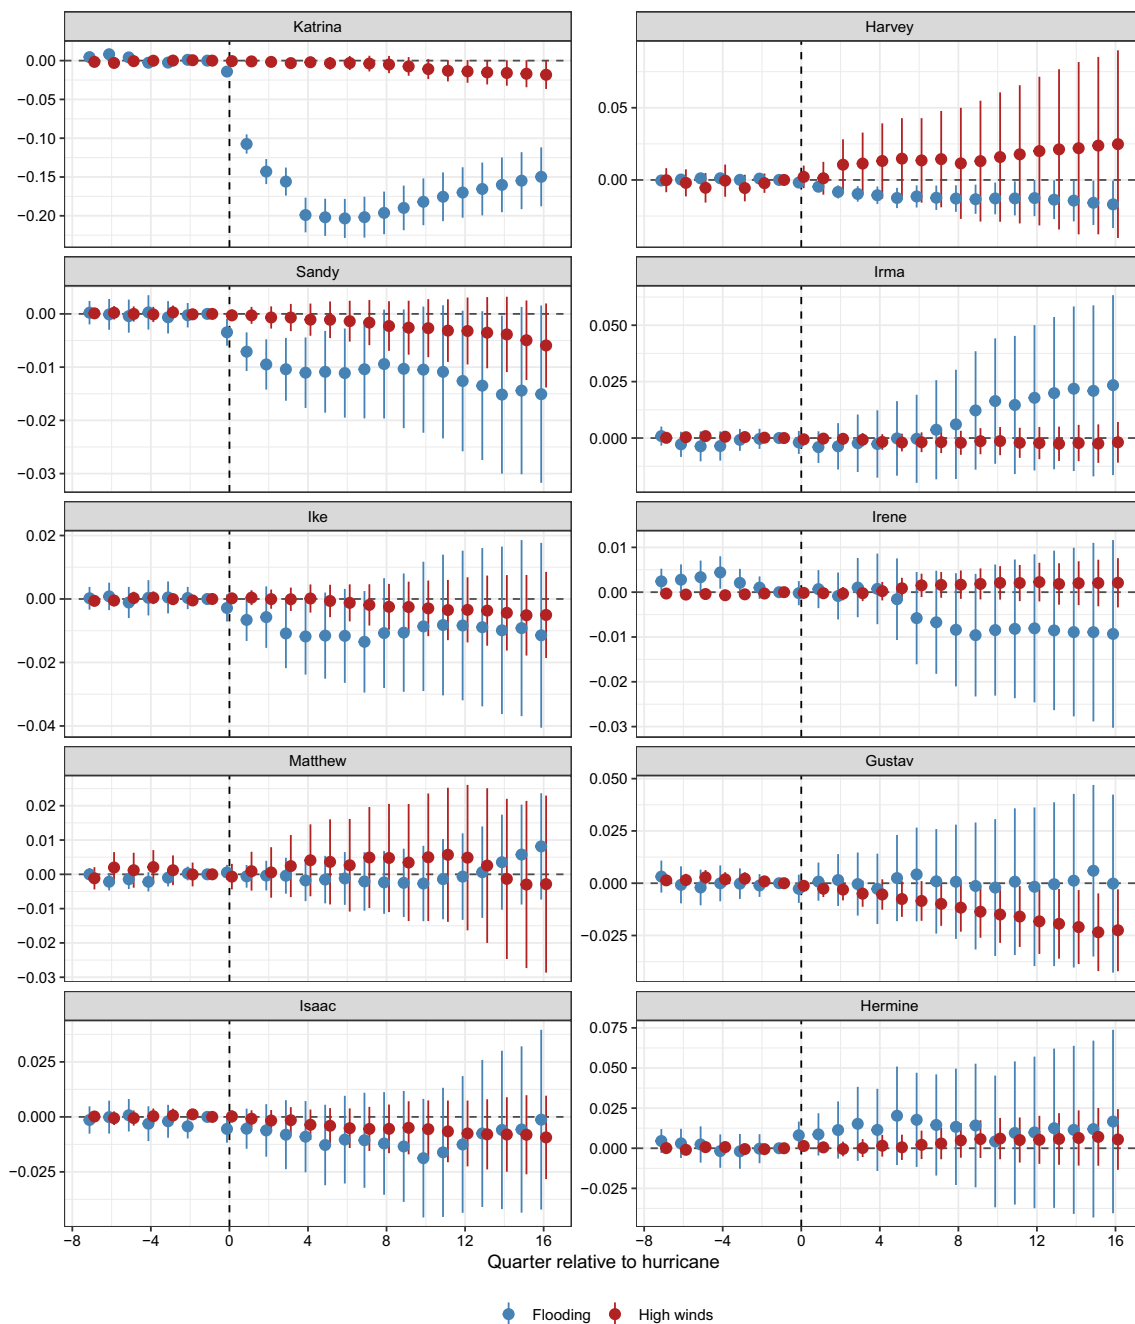 Katrina
0.00
−0.05
−0.10
−0.15
−0.20
Harvey
0.05
0.00
Sandy
0.00
−0.01
−0.02
−0.03
Irma
0.050
0.025
0.000
Ike
0.02
0.00
−0.02
−0.04
Irene
0.01
0.00
−0.01
−0.03
Matthew
0.02
0.01
0.00
−0.01
−0.02
−0.03
Gustav
0.050
0.025
0.000
−0.025
Isaac
0.025
0.000
−0.025
−8 −4 0 4 8 12 16
Hermine
0.075
0.050
0.025
0.000
−0.025
−8 −4 0 4 8 12 16
Quarter relative to hurricane
Flooding High winds